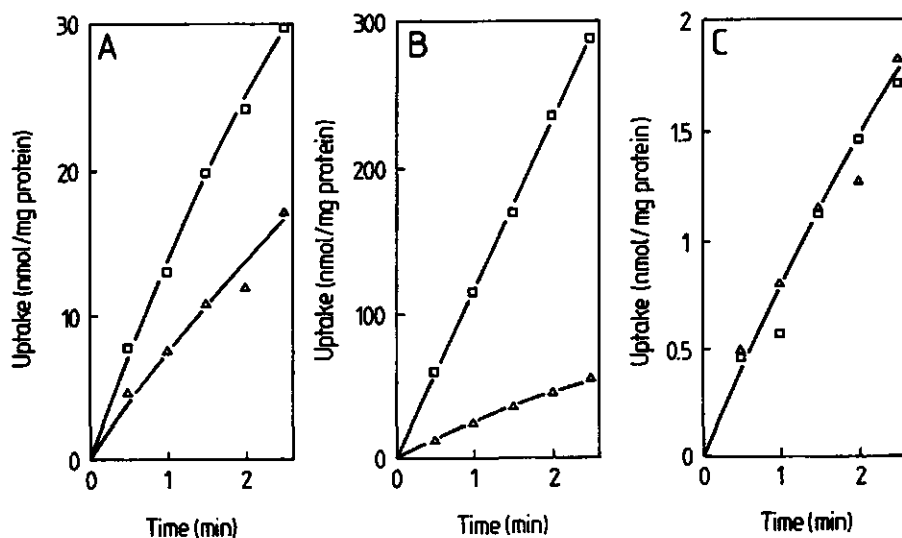 A
Uptake (nmol/mg protein)
30
20
10
0
0 1 2
Time (min)
B
Uptake (nmol/mg protein)
300
200
100
0
0 1 2
Time (min)
C
Uptake (nmol/mg protein)
2
1.5
1
0.5
0
0 1 2
Time (min)